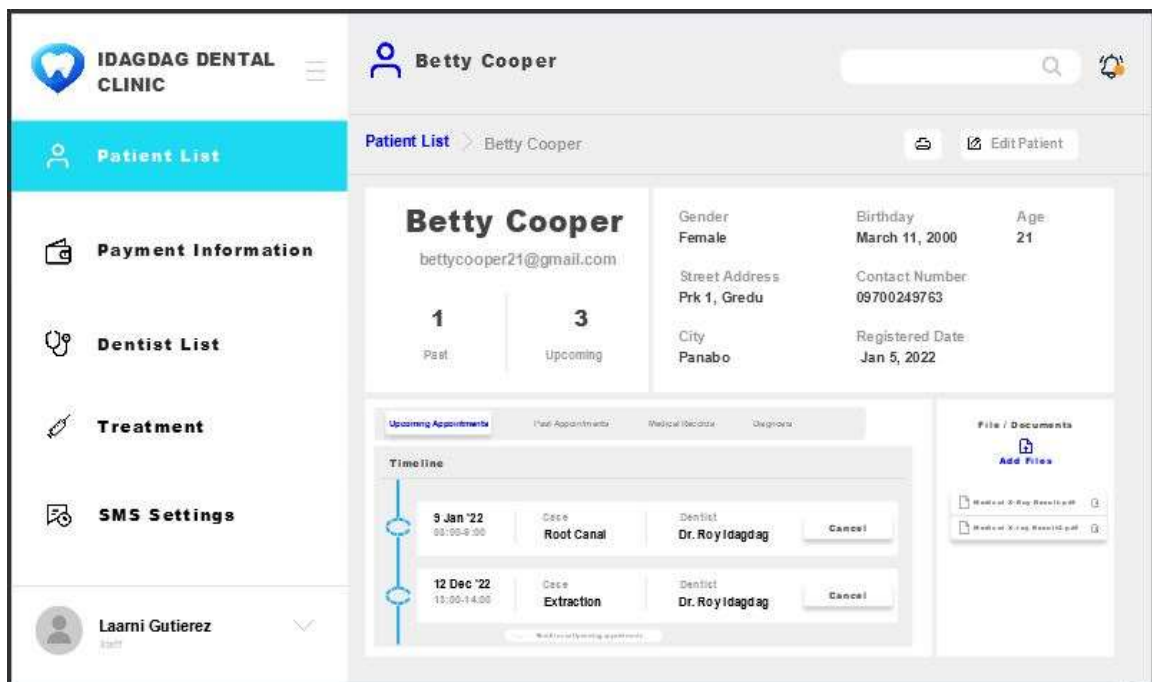 IDAGDAG DENTAL
CLINIC
Patient List
Payment Information
Dentist List
Treatment
SMS Settings
Laarni Gutierez
Staff
Betty Cooper
Patient List
Betty Cooper
Edit Patient
Betty Cooper
bettycooper21@gmail.com
1
Past
3
Upcoming
Gender
Female
Birthday
March 11, 2000
Age
21
Street Address
Prk 1, Gredu
Contact Number
09700249763
City
Panabo
Registered Date
Jan 5, 2022
Upcoming Appointments
Past Appointments
Medical Records
Diagnosis
Timeline
9 Jan '22
Case
Root Canal
Dentist
Dr. Roy Idagdag
Cancel
12 Dec '22
13:00-14:00
Case
Extraction
Dentist
Dr. Roy Idagdag
Cancel
File / Documents
Add Files